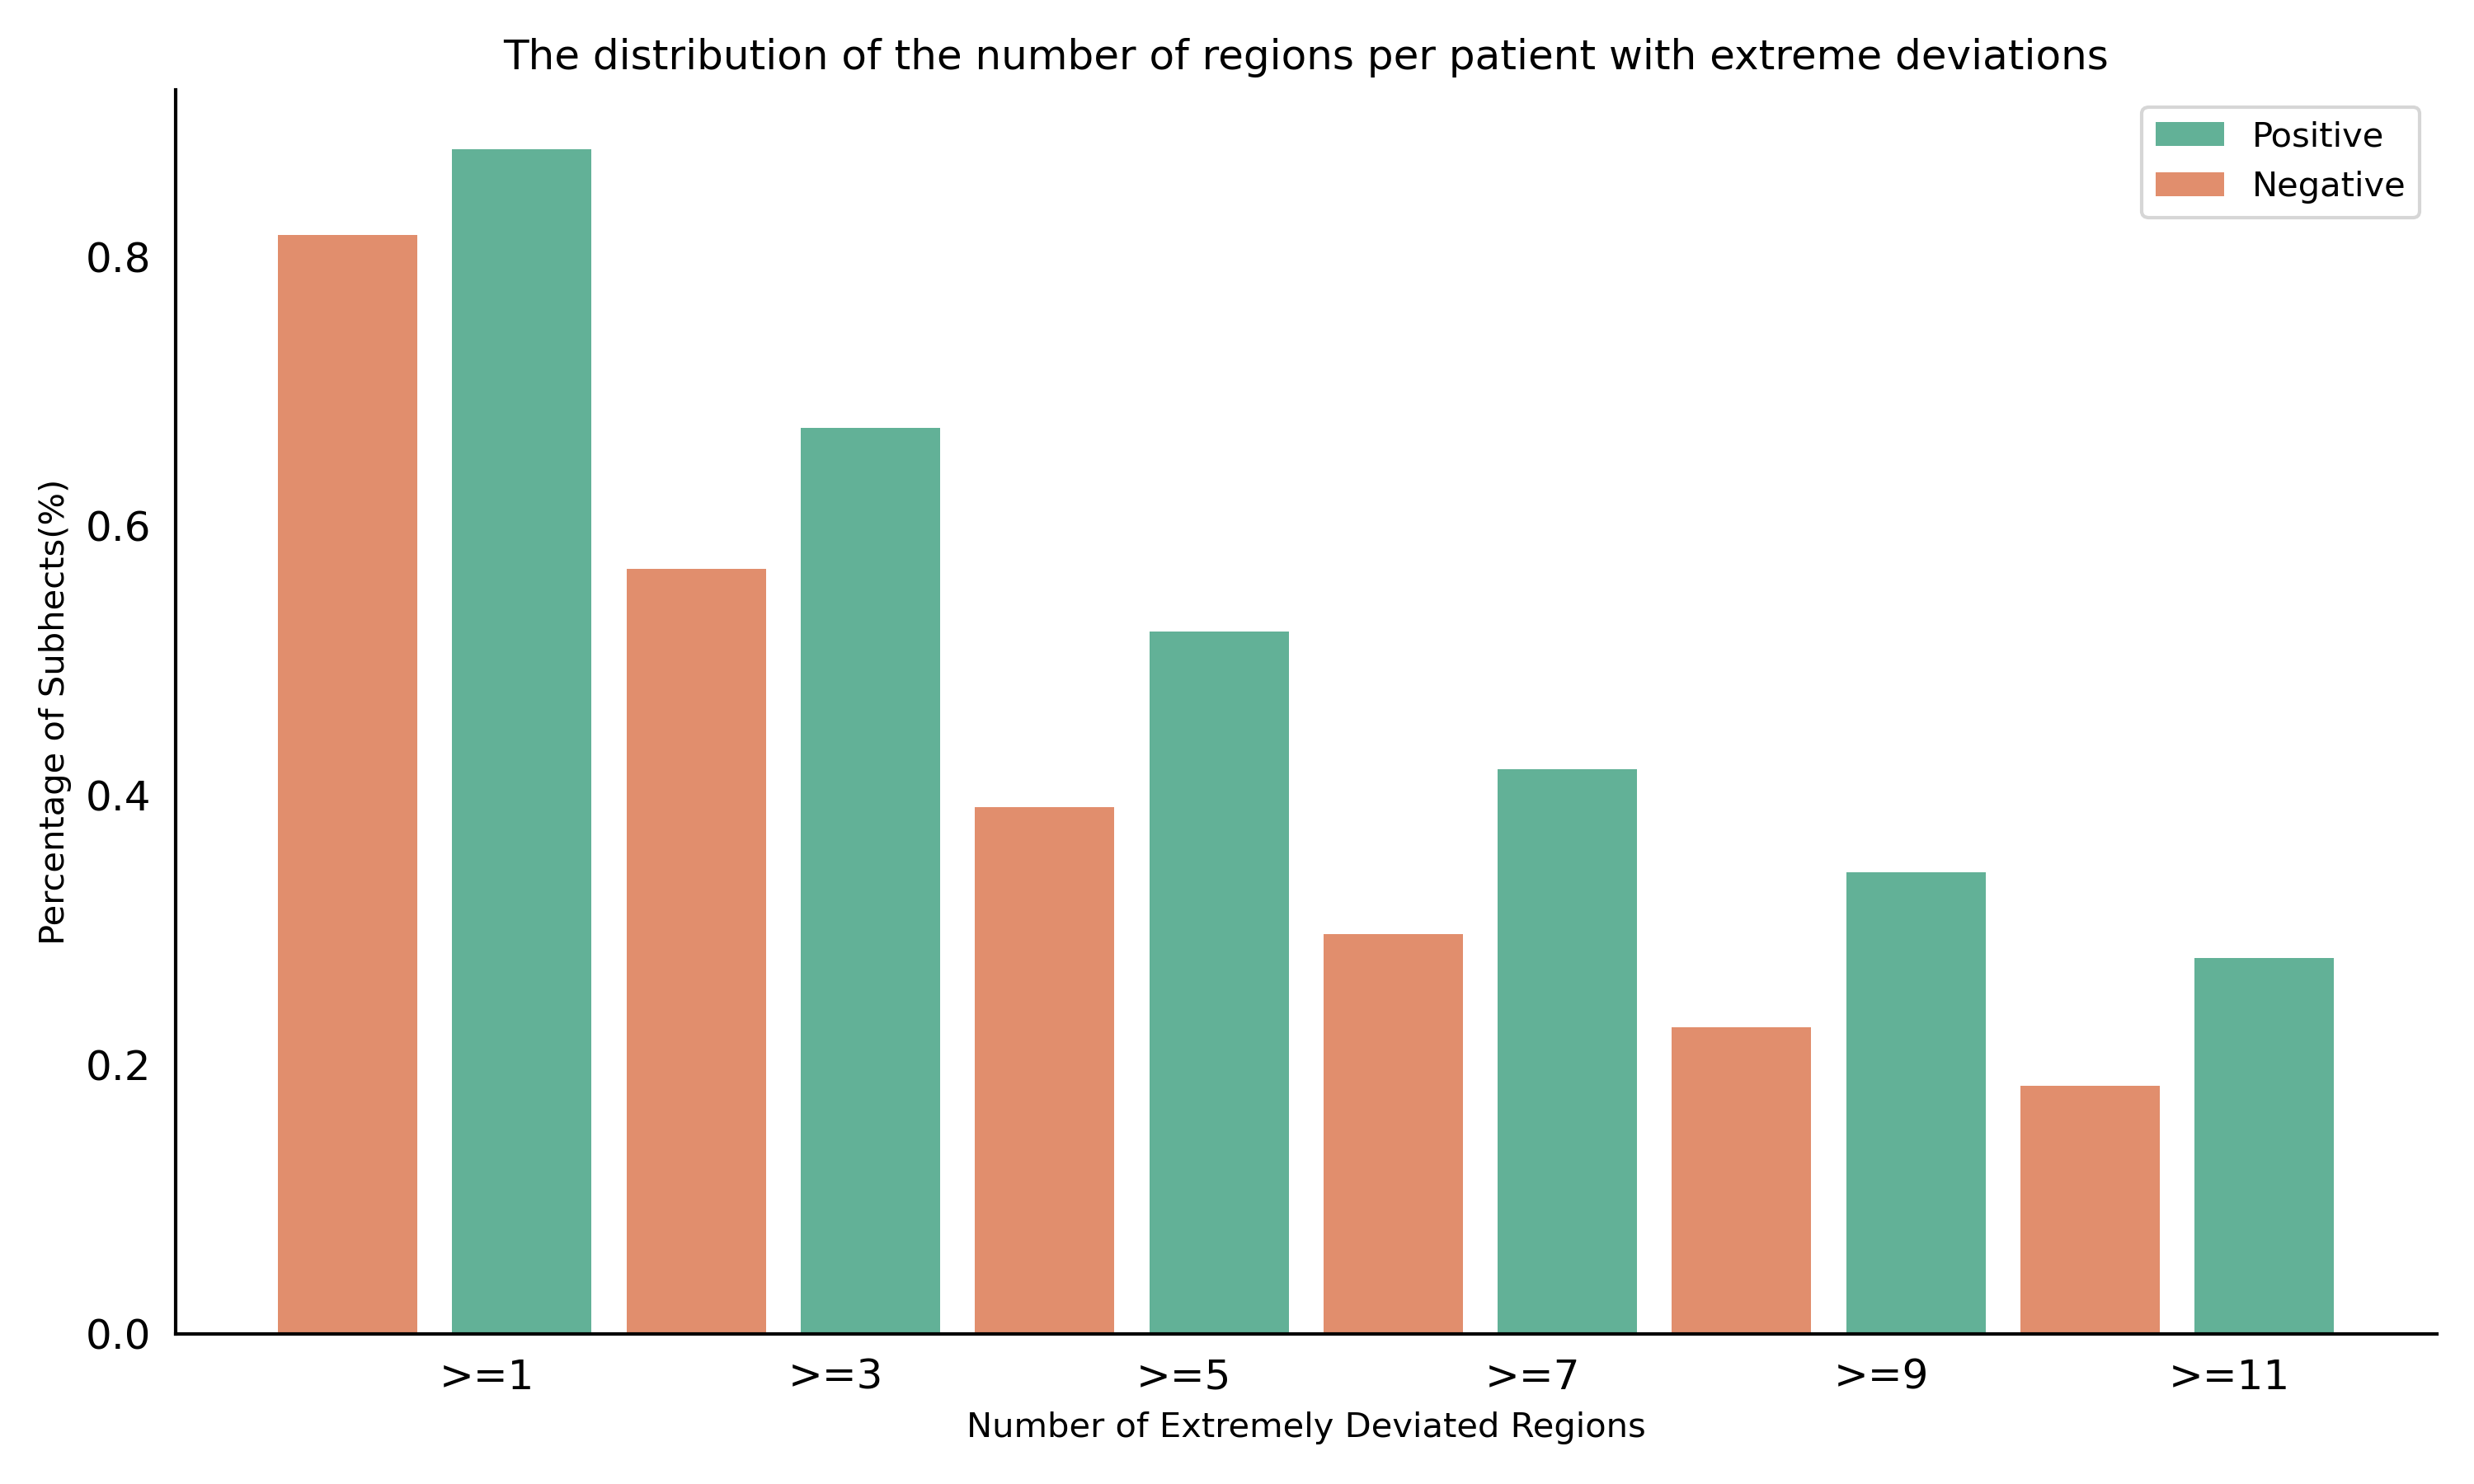 The distribution of the number of regions per patient with extreme deviations
Positive
Negative
Percentage of Subhects(%)
0.8
0.6
0.4
0.2
0.0
>=1 >=3 >=5 >=7 >=9 >=11
Number of Extremely Deviated Regions